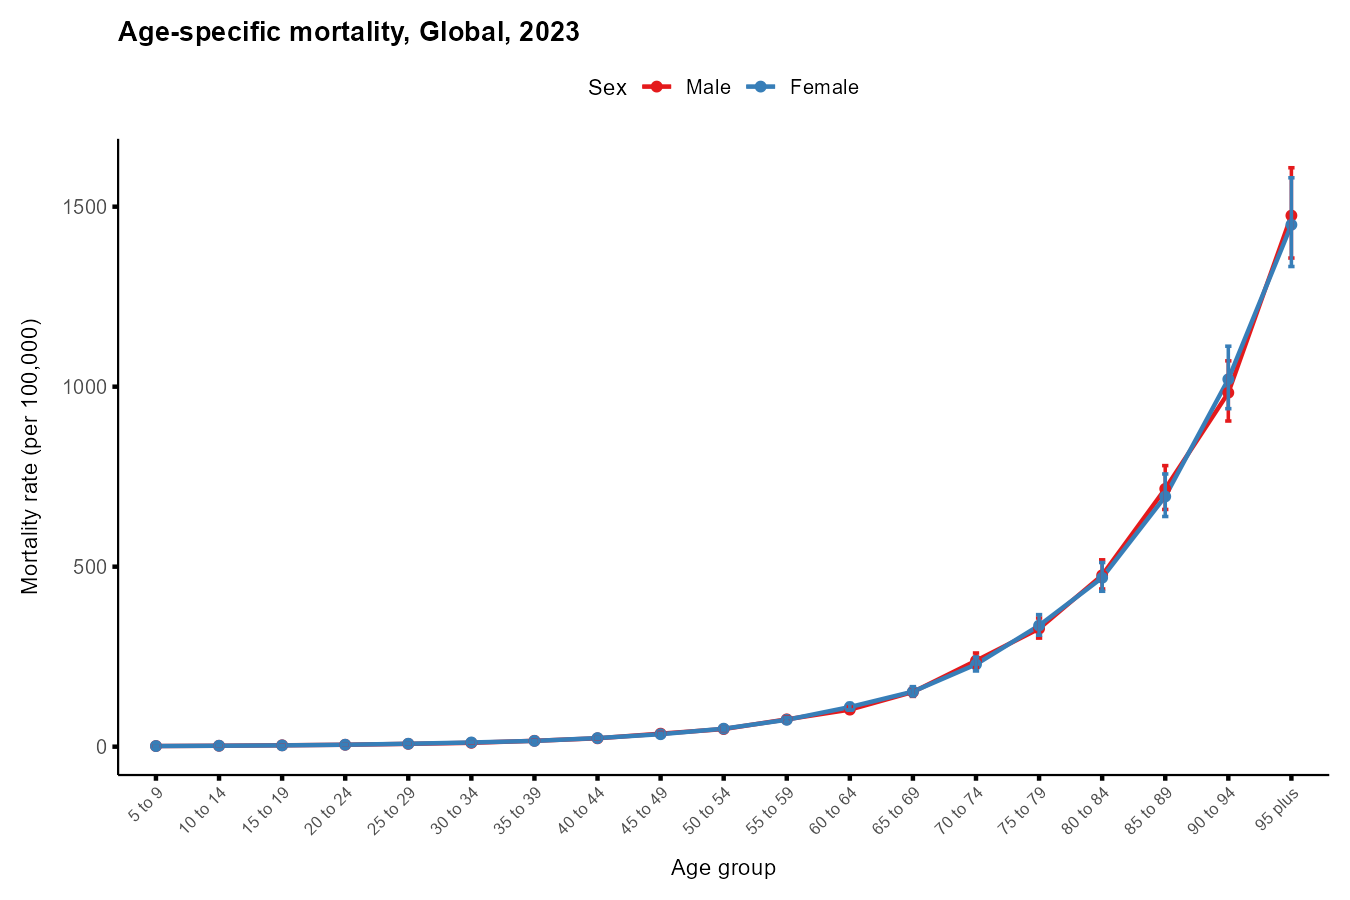 Age-specific mortality, Global, 2023
Sex Male Female
Mortality rate (per 100,000)
1500
1000
500
0
5 to 9 10 to 14 15 to 19 20 to 24 25 to 29 30 to 34 35 to 39 40 to 44 45 to 49 50 to 54 55 to 59 60 to 64 65 to 69 70 to 74 75 to 79 80 to 84 85 to 89 90 to 94 95 plus
Age group